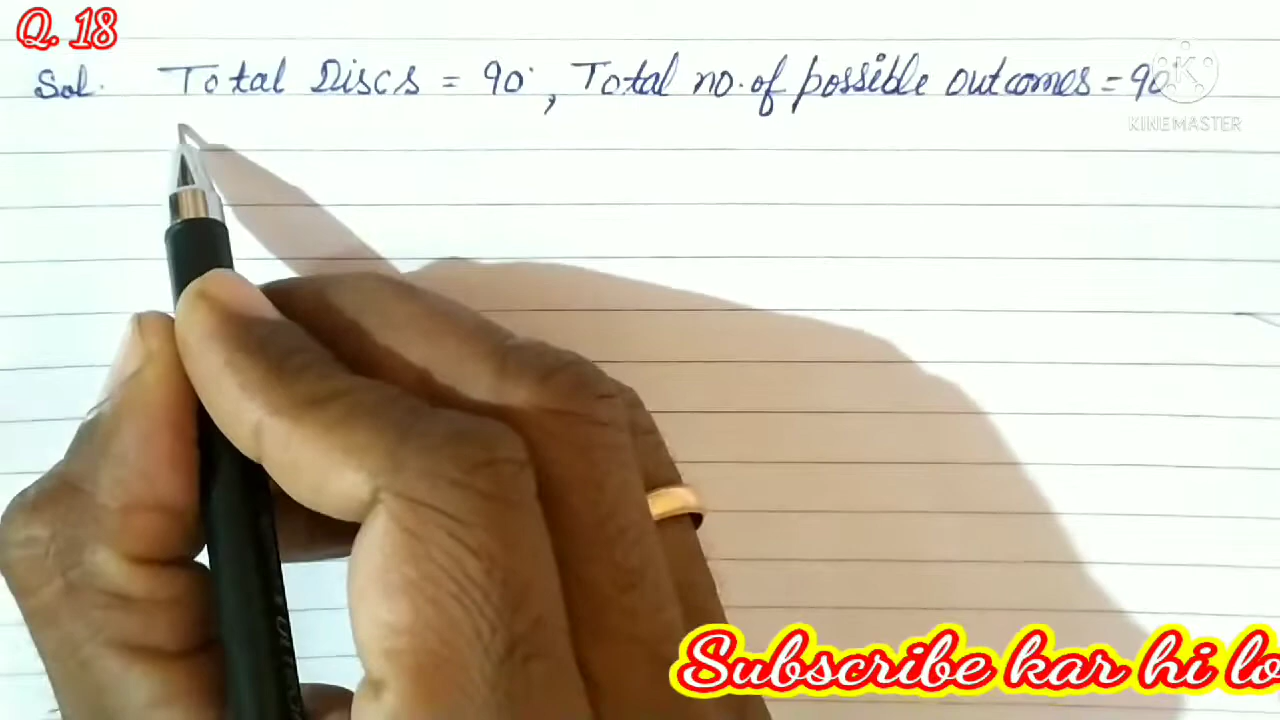 Q. 18
Sol. Total Discs = 90, Total no. of possible outcomes = 90
KINEMASTER
Subscribe kar hi lo